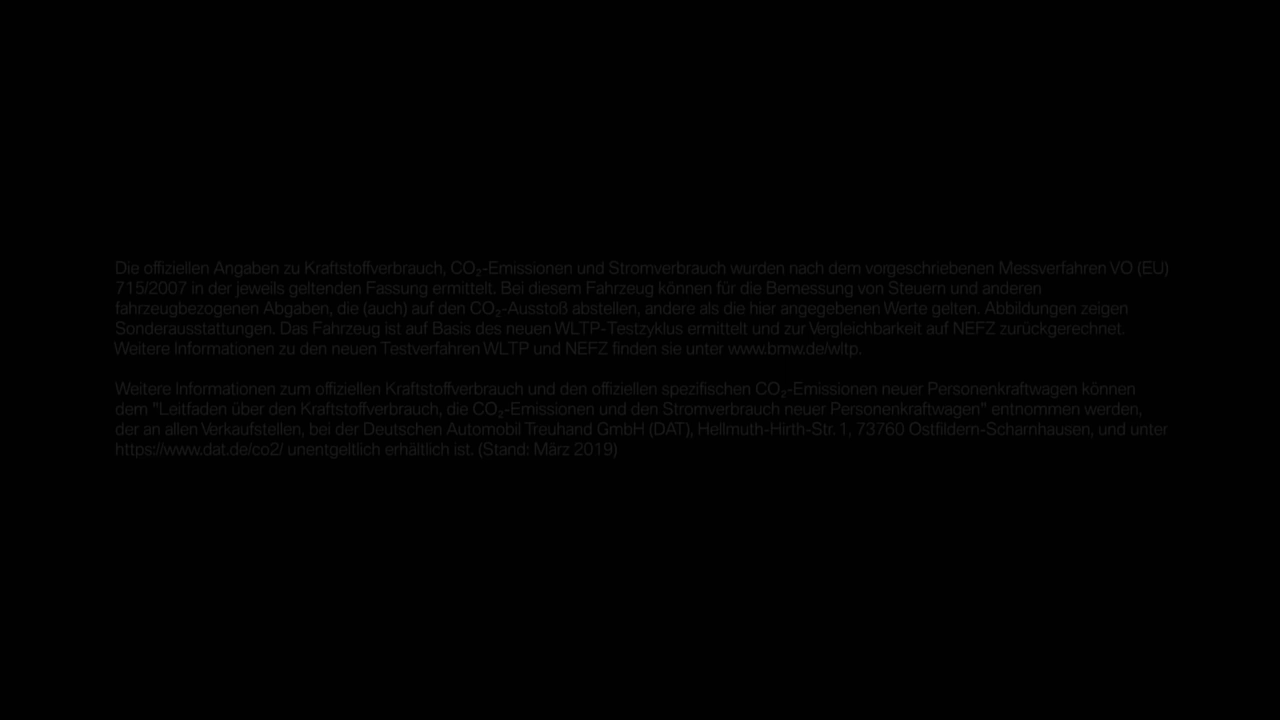 Die offiziellen Angaben zu Kraftstoffverbrauch, CO₂-Emissionen und Stromverbrauch wurden nach dem vorgeschriebenen Messverfahren VO (EU)
715/2007 in der jeweils geltenden Fassung ermittelt. Bei diesem Fahrzeug können für die Bemessung von Steuern und anderen
fahrzeugbezogenen Abgaben, die (auch) auf den CO₂-Ausstoß abstellen, andere als die hier angegebenen Werte gelten. Abbildungen zeigen
Sonderausstattungen. Das Fahrzeug ist auf Basis des neuen WLTP-Testzyklus ermittelt und zur Vergleichbarkeit auf NEFZ zurückgerechnet.
Weitere Informationen zu den neuen Testverfahren WLTP und NEFZ finden sie unter www.bmw.de/wltp.
Weitere Informationen zum offiziellen Kraftstoffverbrauch und den offiziellen spezifischen CO₂-Emissionen neuer Personenkraftwagen können
dem "Leitfaden über den Kraftstoffverbrauch, die CO₂-Emissionen und den Stromverbrauch neuer Personenkraftwagen" entnommen werden,
der an allen Verkaufstellen, bei der Deutschen Automobil Treuhand GmbH (DAT), Hellmuth-Hirth-Str. 1, 73760 Ostfildern-Scharnhausen, und unter
https://www.dat.de/co2/ unentgeltlich erhältlich ist. (Stand: März 2019)